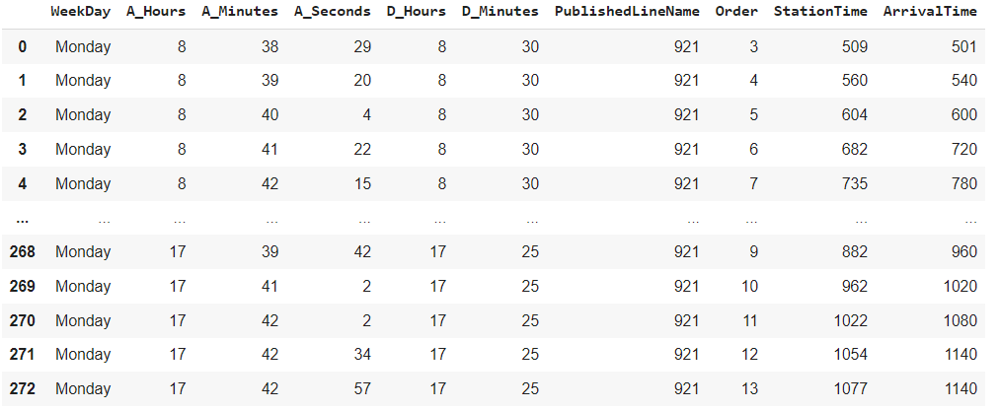 WeekDay A_Hours A_Minutes A_Seconds D_Hours D_Minutes PublishedLineName Order StationTime ArrivalTime
0 Monday 8 38 29 8 30 921 3 509 501
1 Monday 8 39 20 8 30 921 4 560 540
2 Monday 8 40 4 8 30 921 5 604 600
3 Monday 8 41 22 8 30 921 6 682 720
4 Monday 8 42 15 8 30 921 7 735 780
... ... ... ... ... ... ... ... ... ... ...
268 Monday 17 39 42 17 25 921 9 882 960
269 Monday 17 41 2 17 25 921 10 962 1020
270 Monday 17 42 2 17 25 921 11 1022 1080
271 Monday 17 42 34 17 25 921 12 1054 1140
272 Monday 17 42 57 17 25 921 13 1077 1140